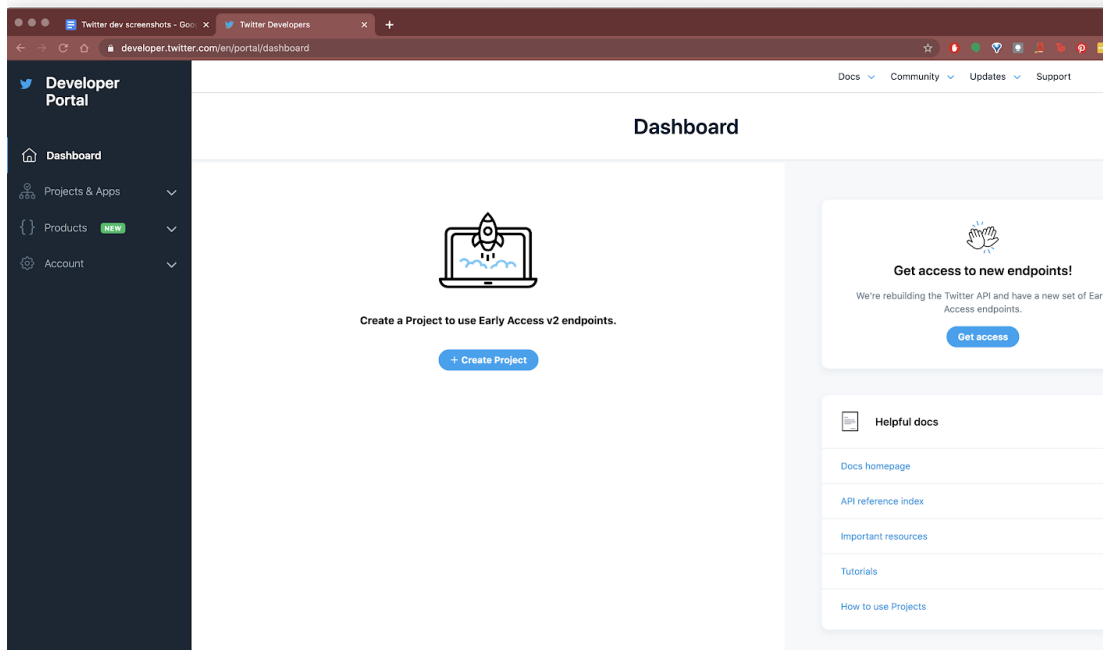 Twitter dev screenshots - Goo
Twitter Developers
developer.twitter.com/en/portal/dashboard
Developer
Portal
Docs
Community
Updates
Support
Dashboard
Dashboard
Projects & Apps
Products NEW
Account
Create a Project to use Early Access v2 endpoints.
+ Create Project
Get access to new endpoints!
We're rebuilding the Twitter API and have a new set of Ear
Access endpoints.
Get access
Helpful docs
Docs homepage
API reference index
Important resources
Tutorials
How to use Projects